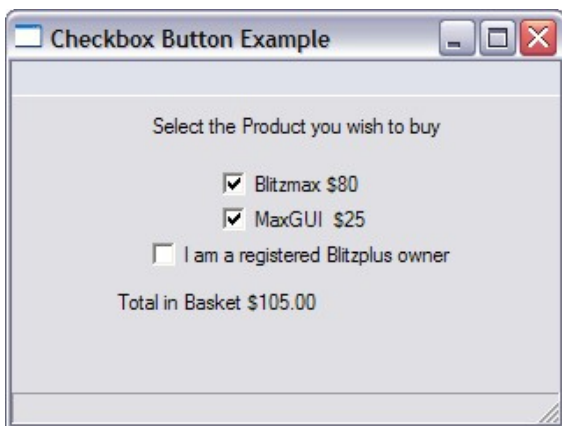 Checkbox Button Example
Select the Product you wish to buy
Blitzmax $80
MaxGUI $25
I am a registered Blitzplus owner
Total in Basket $105.00